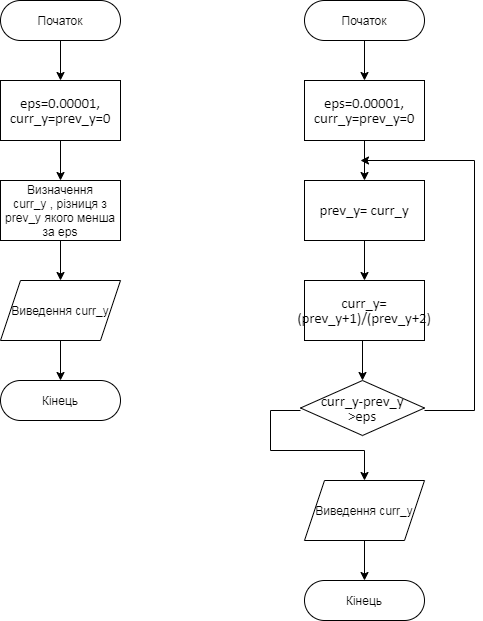 Початок
eps=0.00001,
curr_y=prev_y=0
Визначення
curr_y , різниця з
prev_y якого менша
за eps
Виведення curr_y
Кінець
Початок
eps=0.00001,
curr_y=prev_y=0
prev_y= curr_y
curr_y=
(prev_y+1)/(prev_y+2)
curr_y-prev_y
>eps
Виведення curr_y
Кінець